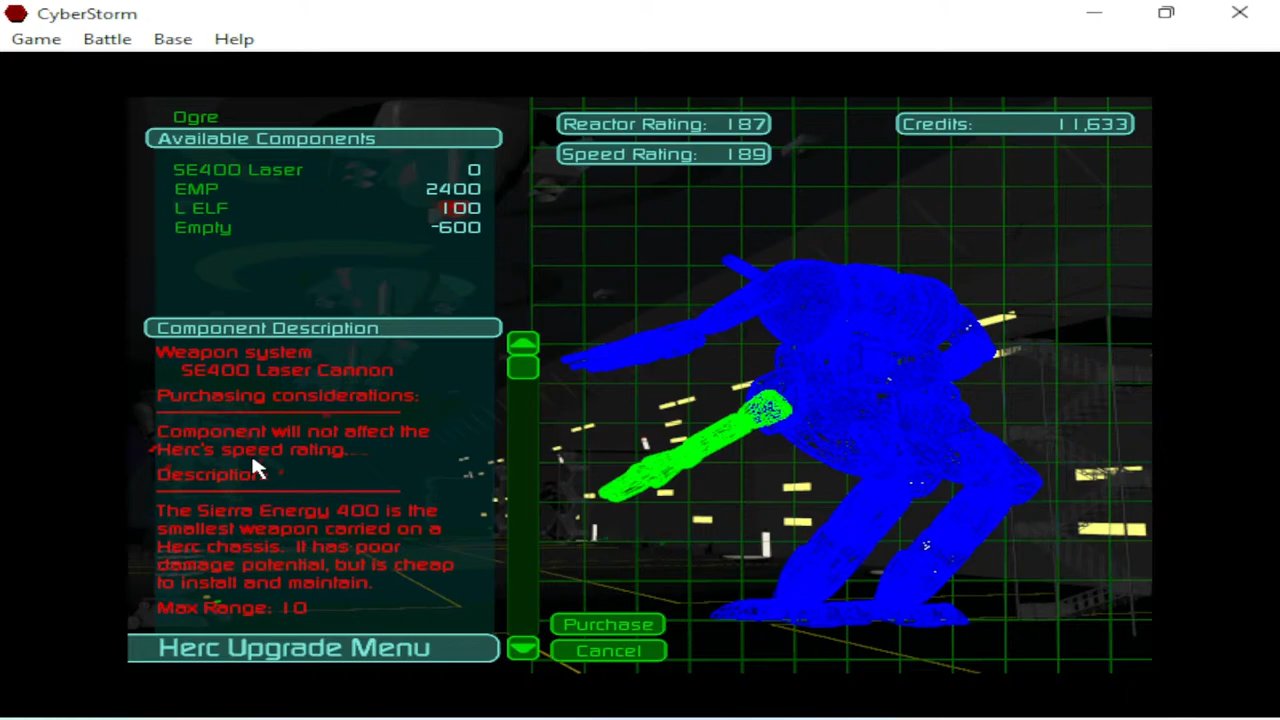 CyberStorm
Game Battle Base Help
Ogre
Available Components
SE400 Laser 0
EMP 2400
L ELF 100
Empty -600
Reactor Rating: 187
Speed Rating: 189
Credits: 11,633
Component Description
Weapon system
SE400 Laser Cannon
Purchasing considerations:
Component will not affect the
Herc's speed rating.
Description:
The Sierra Energy 400 is the
smallest weapon carried on a
Herc chassis. It has poor
damage potential, but is cheap
to install and maintain.
Max Range: 10
Herc Upgrade Menu
Purchase
Cancel